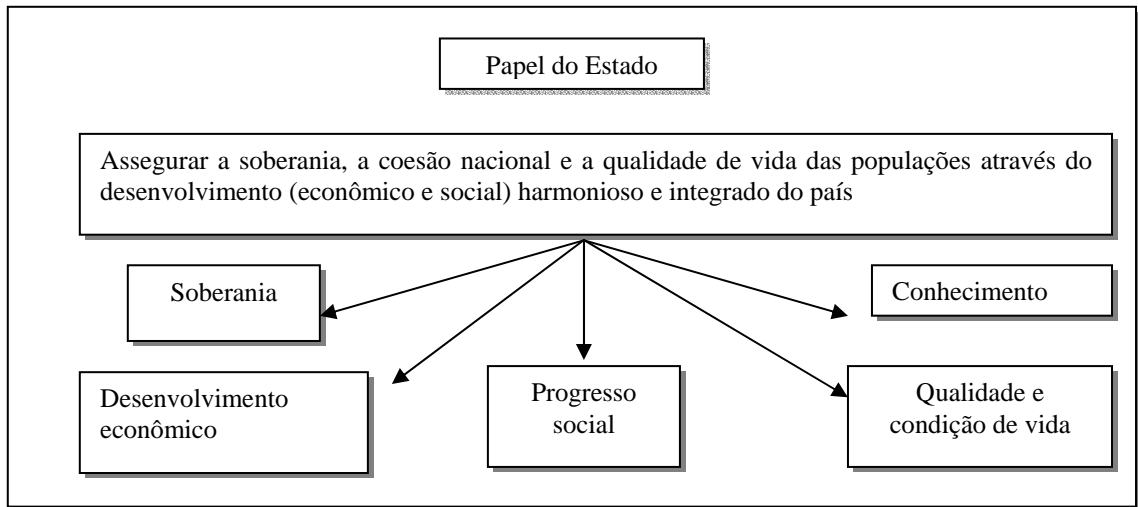 Papel do Estado
Assegurar a soberania, a coesão nacional e a qualidade de vida das populações através do
desenvolvimento (econômico e social) harmonioso e integrado do país
Soberania
Conhecimento
Desenvolvimento
econômico
Progresso
social
Qualidade e
condição de vida